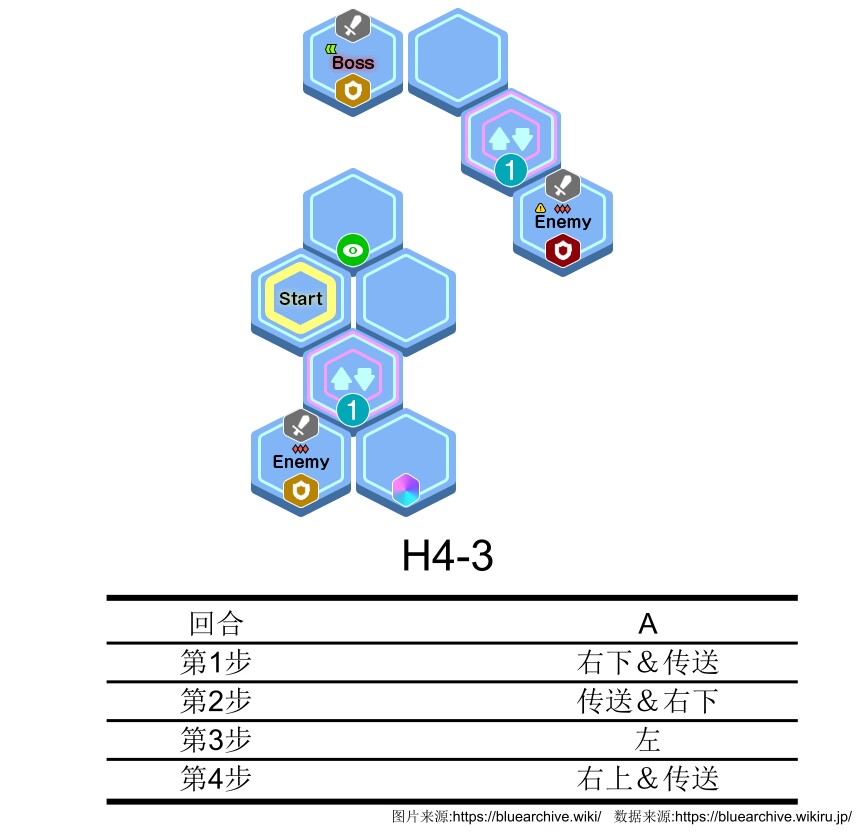 Boss
1
Enemy
Start
1
Enemy
H4-3
回合 A
第1步 右下&传送
第2步 传送&右下
第3步 左
第4步 右上&传送
图片来源:https://bluearchive.wiki/ 数据来源:https://bluearchive.wikiru.jp/